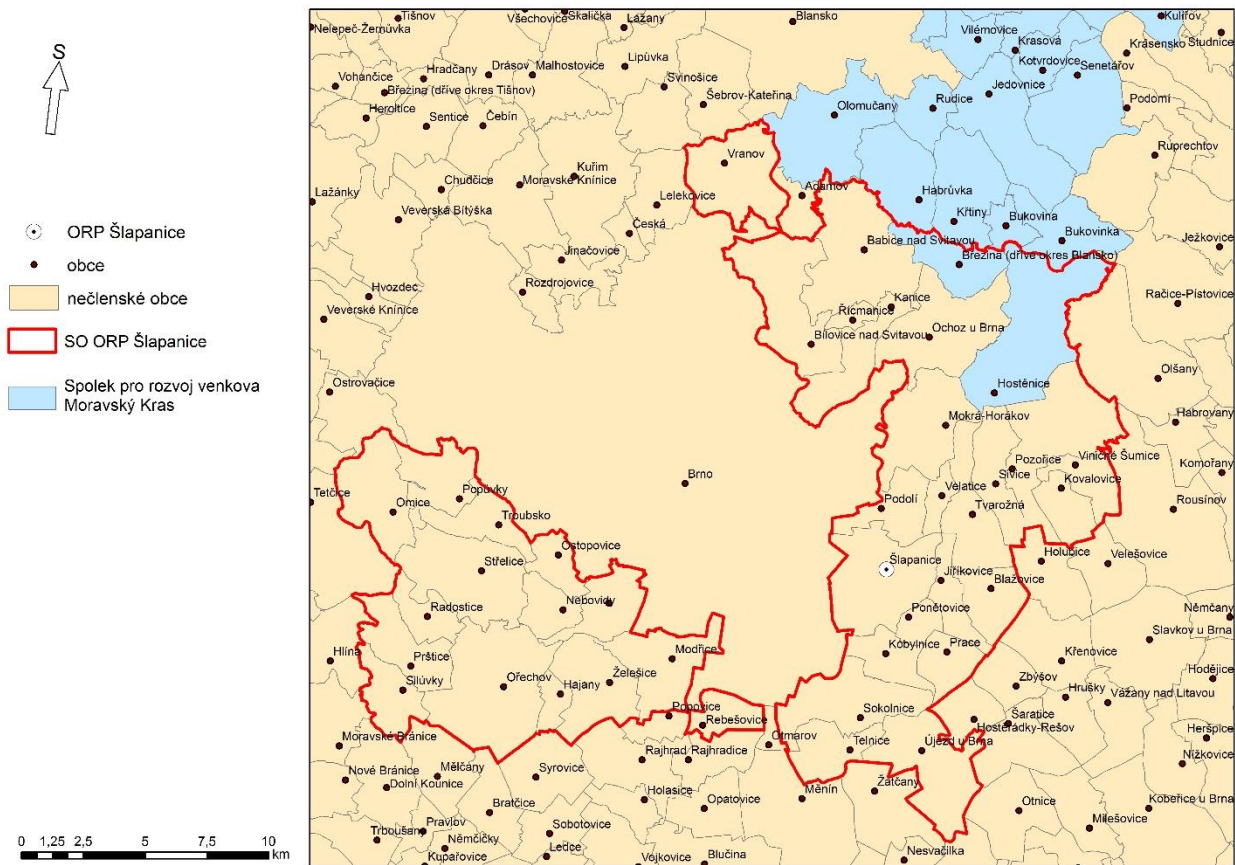 S
ORP Šlapanice
obce
nečlenské obce
SO ORP Šlapanice
Spolek pro rozvoj venkova
Moravský Kras
0 1,25 2,5 5 7,5 10
km
Tišnov
Všechovice
Skalička
Lažany
Blansko
Vilémovice
Kulířov
Nelepeč-Žernůvka
Krasová
Studnice
Krásensko
Hradčany
Drásov
Malhostovice
Lipůvka
Kotvrdovice
Senetářov
Vohančice
Svinošice
Jedovnice
Březina (dříve okres Tišnov)
Šebrov-Kateřina
Rudice
Podomí
Heroltice
Sentice
Čebín
Olomučany
Ruprechtov
Vranov
Kuřim
Chudčice
Moravské Knínice
Adamov
Lažánky
Lelekovice
Habrůvka
Veverská Bítýška
Křtiny
Bukovina
Česká
Bukovinka
Babice nad Svitavou
Ježkovice
Jinačovice
Březina (dříve okres Blansko)
Rozdrojovice
Hvozdec
Kanice
Račice-Pístovice
Veverské Knínice
Řícmanice
Bílovice nad Svitavou
Ochoz u Brna
Olšany
Ostrovačice
Hostěnice
Mokrá-Horákov
Habrovany
Pozořice
Viničné Šumice
Komořany
Brno
Sivice
Kovalovice
Tetčice
Popůvky
Velatice
Omice
Podolí
Tvarožná
Rousínov
Troubsko
Ostopovice
Holubice
Velešovice
Střelice
Šlapanice
Jiříkovice
Blažovice
Nebovidy
Radostice
Ponětovice
Němčany
Slavkov u Brna
Hlína
Prštice
Modřice
Kobylnice
Prace
Křenovice
Hodějice
Silůvky
Ořechov
Hajany
Želešice
Zbýšov
Hrušky
Vážany nad Litavou
Popovice
Rebešovice
Sokolnice
Hostěrádky-Rešov
Šaratice
Heršpice
Moravské Bránice
Otmarov
Telnice
Újezd u Brna
Rajhrad
Rajhradice
Nížkovice
Nové Bránice
Mělčany
Dolní Kounice
Syrovice
Žatčany
Holasice
Měnín
Bratčice
Opatovice
Otnice
Kobeřice u Brna
Trboušany
Pravlov
Sobotovice
Milešovice
Němčičky
Ledce
Nesvačilka
Kupařovice
Vojkovice
Blučina